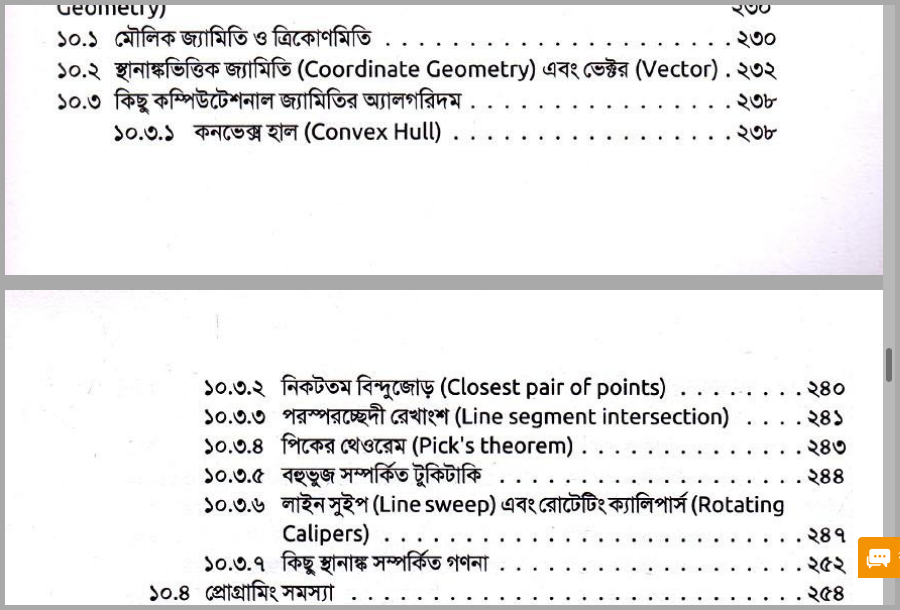 Geometry) ২৩০
১০.১ মৌলিক জ্যামিতি ও ত্রিকোণমিতি . . . . . . . . . . . . . . . . . . . . . ২৩০
১০.২ স্থানাঙ্কভিত্তিক জ্যামিতি (Coordinate Geometry) এবং ভেক্টর (Vector) . ২৩২
১০.৩ কিছু কম্পিউটেশনাল জ্যামিতির অ্যালগরিদম . . . . . . . . . . . . . . . . ২৩৮
১০.৩.১ কনভেক্স হাল (Convex Hull) . . . . . . . . . . . . . . . . . ২৩৮
১০.৩.২ নিকটতম বিন্দুজোড় (Closest pair of points) . . . . . . . . ২৪০
১০.৩.৩ পরস্পরচ্ছেদী রেখাংশ (Line segment intersection) . . . . ২৪১
১০.৩.৪ পিকের থেওরেম (Pick's theorem) . . . . . . . . . . . . . . ২৪৩
১০.৩.৫ বহুভুজ সম্পর্কিত টুকিটাকি . . . . . . . . . . . . . . . . . . ২৪৪
১০.৩.৬ লাইন সুইপ (Line sweep) এবং রোটেটিং ক্যালিপার্স (Rotating
Calipers) . . . . . . . . . . . . . . . . . . . . . . . . . ২৪৭
১০.৩.৭ কিছু স্থানাঙ্ক সম্পর্কিত গণনা . . . . . . . . . . . . . . . . . . ২৫২
১০.৪ প্রোগ্রামিং সমস্যা . . . . . . . . . . . . . . . . . . . . . . . . . . . ২৫৪